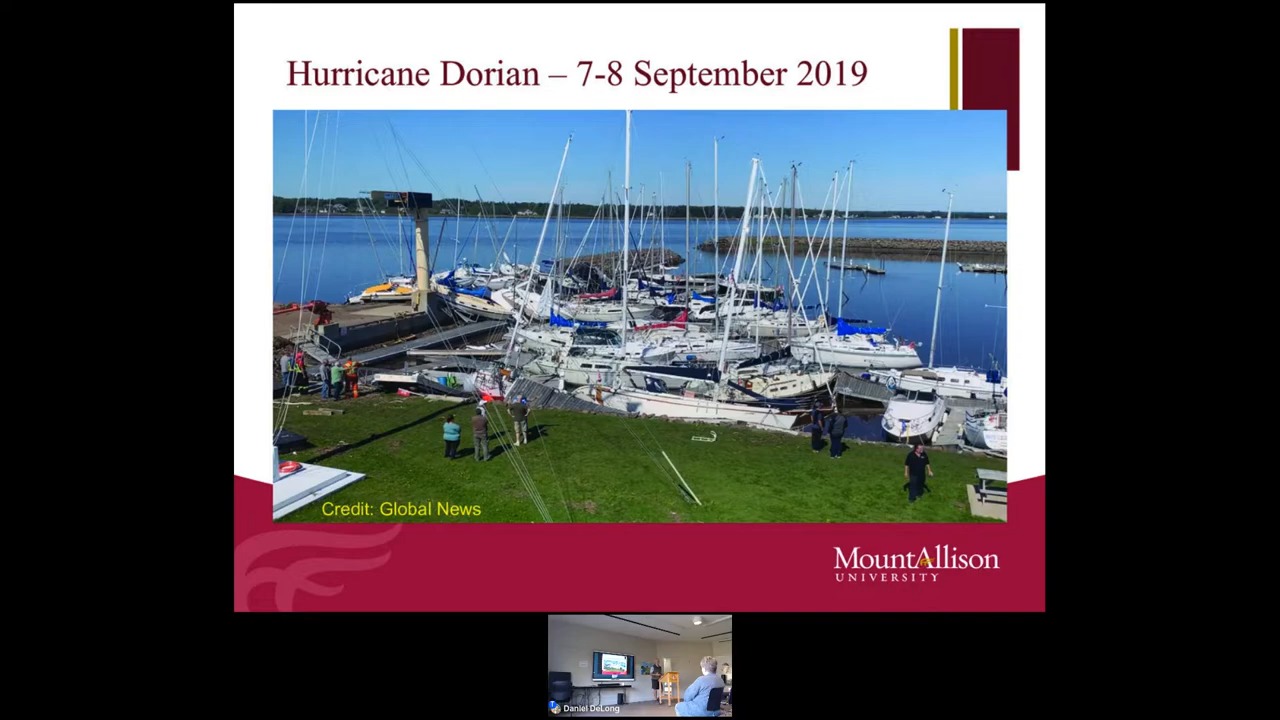 Hurricane Dorian – 7-8 September 2019
Credit: Global News
MountAllison
UNIVERSITY
Daniel DeLong